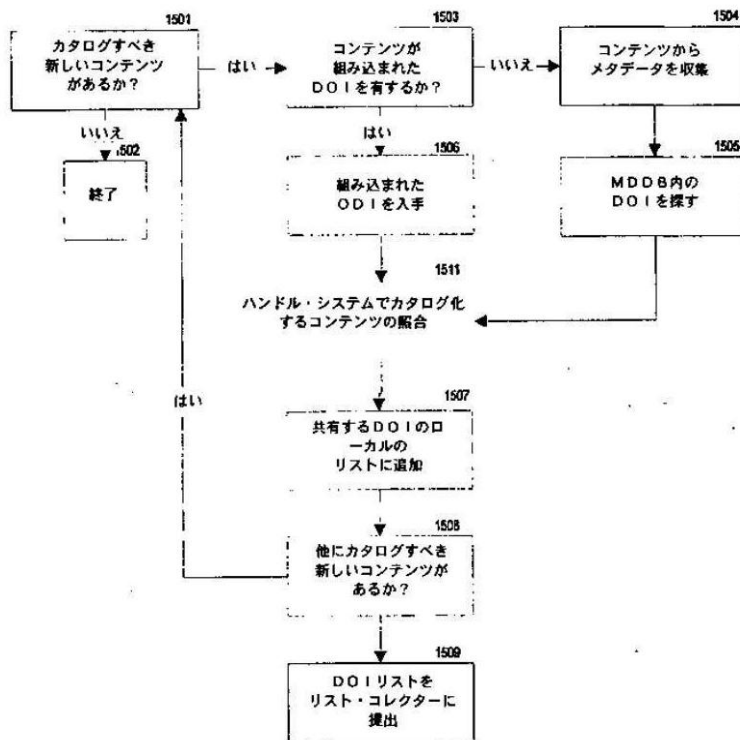 1501
カタログすべき
新しいコンテンツ
があるか?
はい
1503
コンテンツが
組み込まれた
DOIを有するか?
いいえ
1504
コンテンツから
メタデータを収集
いいえ
1502
終了
はい
1506
組み込まれた
ODIを入手
1505
MDDB内の
DOIを探す
1511
ハンドル・システムでカタログ化
するコンテンツの照合
はい
1507
共有するDOIのロ
ーカルの
リストに追加
1508
他にカタログすべき
新しいコンテンツが
あるか?
1509
DOIリストを
リスト・コレクターに
提出